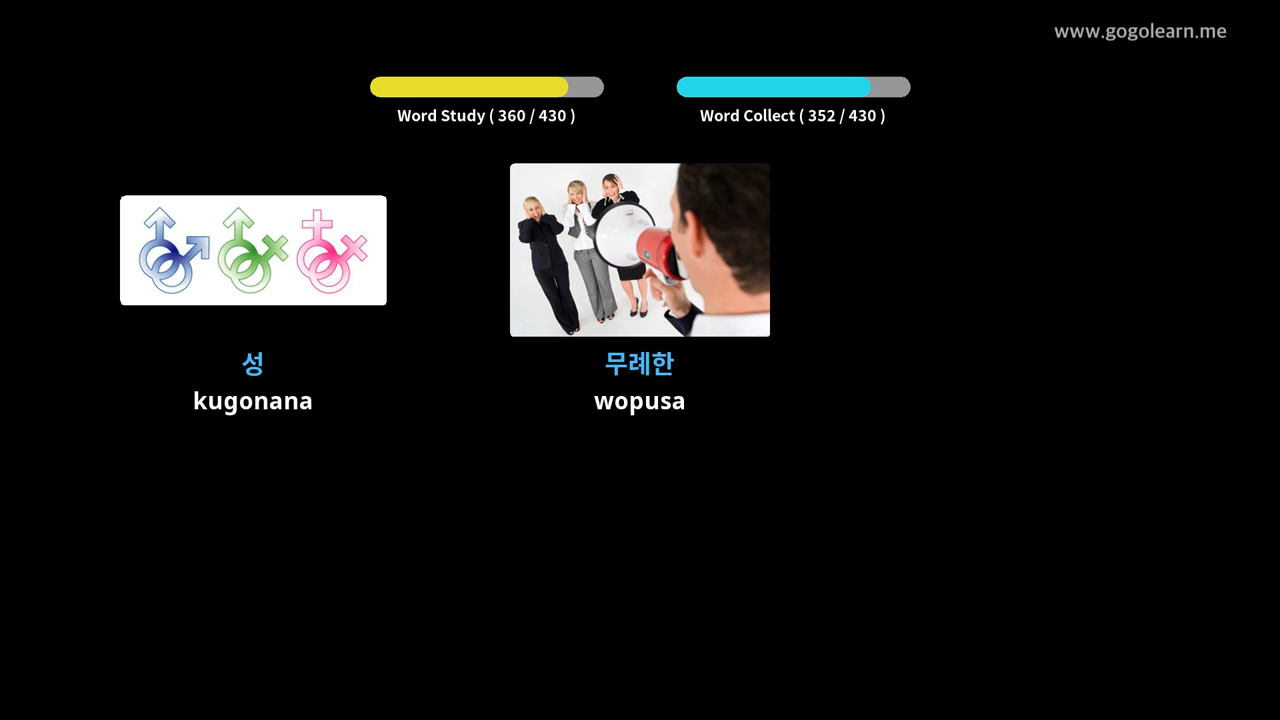 www.gogolearn.me
Word Study ( 360 / 430 )
Word Collect ( 352 / 430 )
성
kugonana
무례한
wopusa